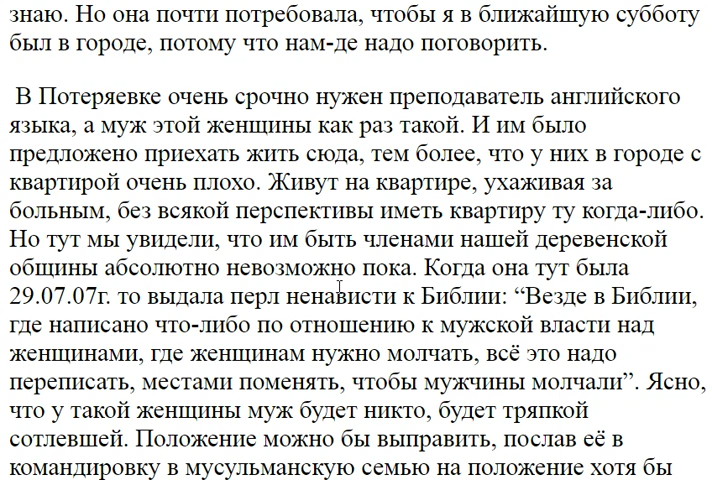 знаю. Но она почти потребовала, чтобы я в ближайшую субботу
был в городе, потому что нам-де надо поговорить.
В Потеряевке очень срочно нужен преподаватель английского
языка, а муж этой женщины как раз такой. И им было
предложено приехать жить сюда, тем более, что у них в городе с
квартирой очень плохо. Живут на квартире, ухаживая за
больным, без всякой перспективы иметь квартиру ту когда-либо.
Но тут мы увидели, что им быть членами нашей деревенской
общины абсолютно невозможно пока. Когда она тут была
29.07.07г. то выдала перл ненависти к Библии: “Везде в Библии,
где написано что-либо по отношению к мужской власти над
женщинами, где женщинам нужно молчать, всё это надо
переписать, местами поменять, чтобы мужчины молчали”. Ясно,
что у такой женщины муж будет никто, будет тряпкой
сотлевшей. Положение можно бы выправить, послав её в
командировку в мусульманскую семью на положение хотя бы